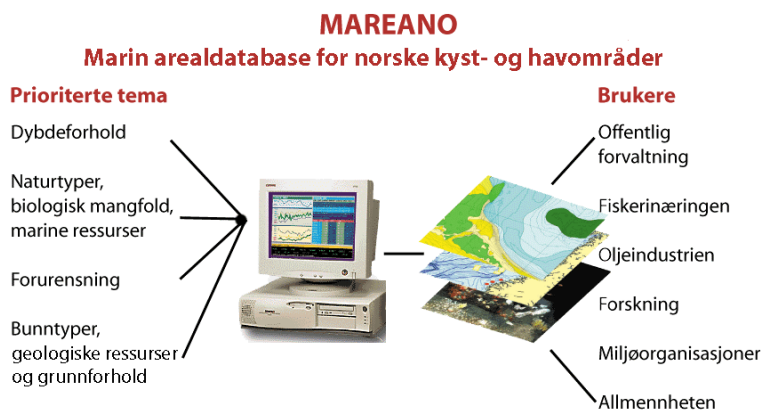 MAREANO
Marin arealdatabase for norske kyst- og havområder
Prioriterte tema
Dybdeforhold
Naturtyper,
biologisk mangfold,
marine ressurser
Forurensning
Bunntyper,
geologiske ressurser
og grunnforhold
Brukere
Offentlig
forvaltning
Fiskerinæringen
Oljeindustrien
Forskning
Miljøorganisasjoner
Allmennheten